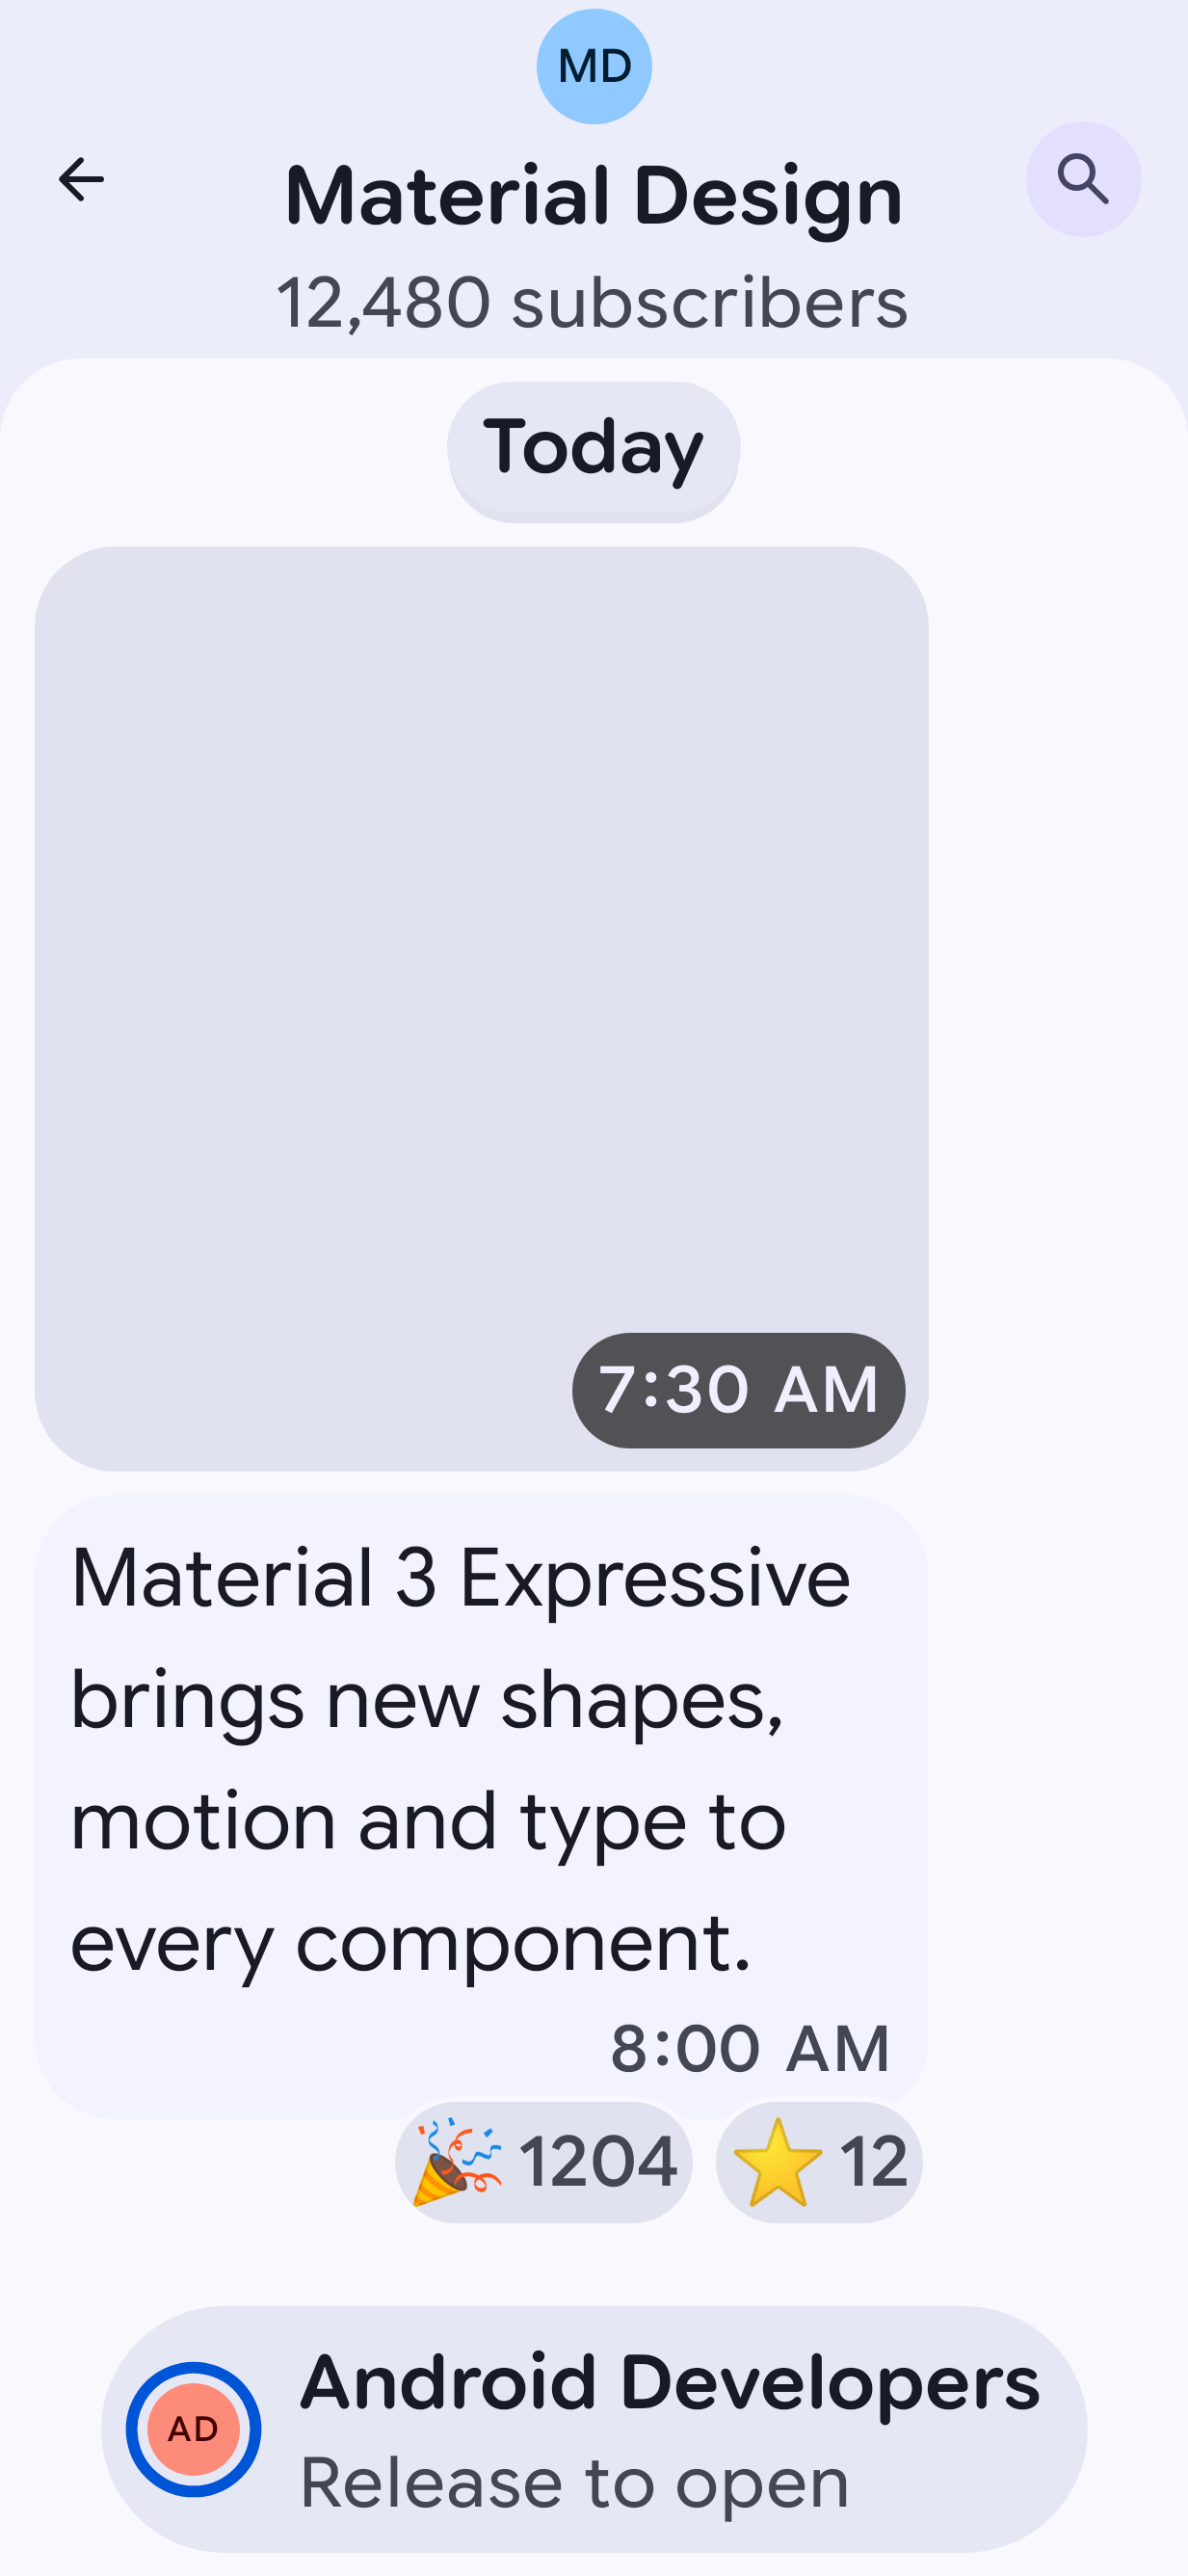 MD
Material Design
12,480 subscribers
Today
7:30 AM
Material 3 Expressive
brings new shapes,
motion and type to
every component.
8:00 AM
🎉 1204 ⭐ 12
AD
Android Developers
Release to open